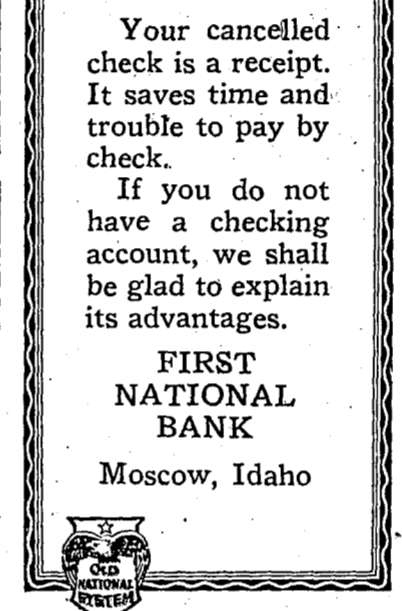 Your cancelled
check is a receipt.
It saves time and
trouble to pay by
check.
If you do not
have a checking
account, we shall
be glad to explain
its advantages.
FIRST
NATIONAL
BANK
Moscow, Idaho
OLD
NATIONAL
SYSTEM